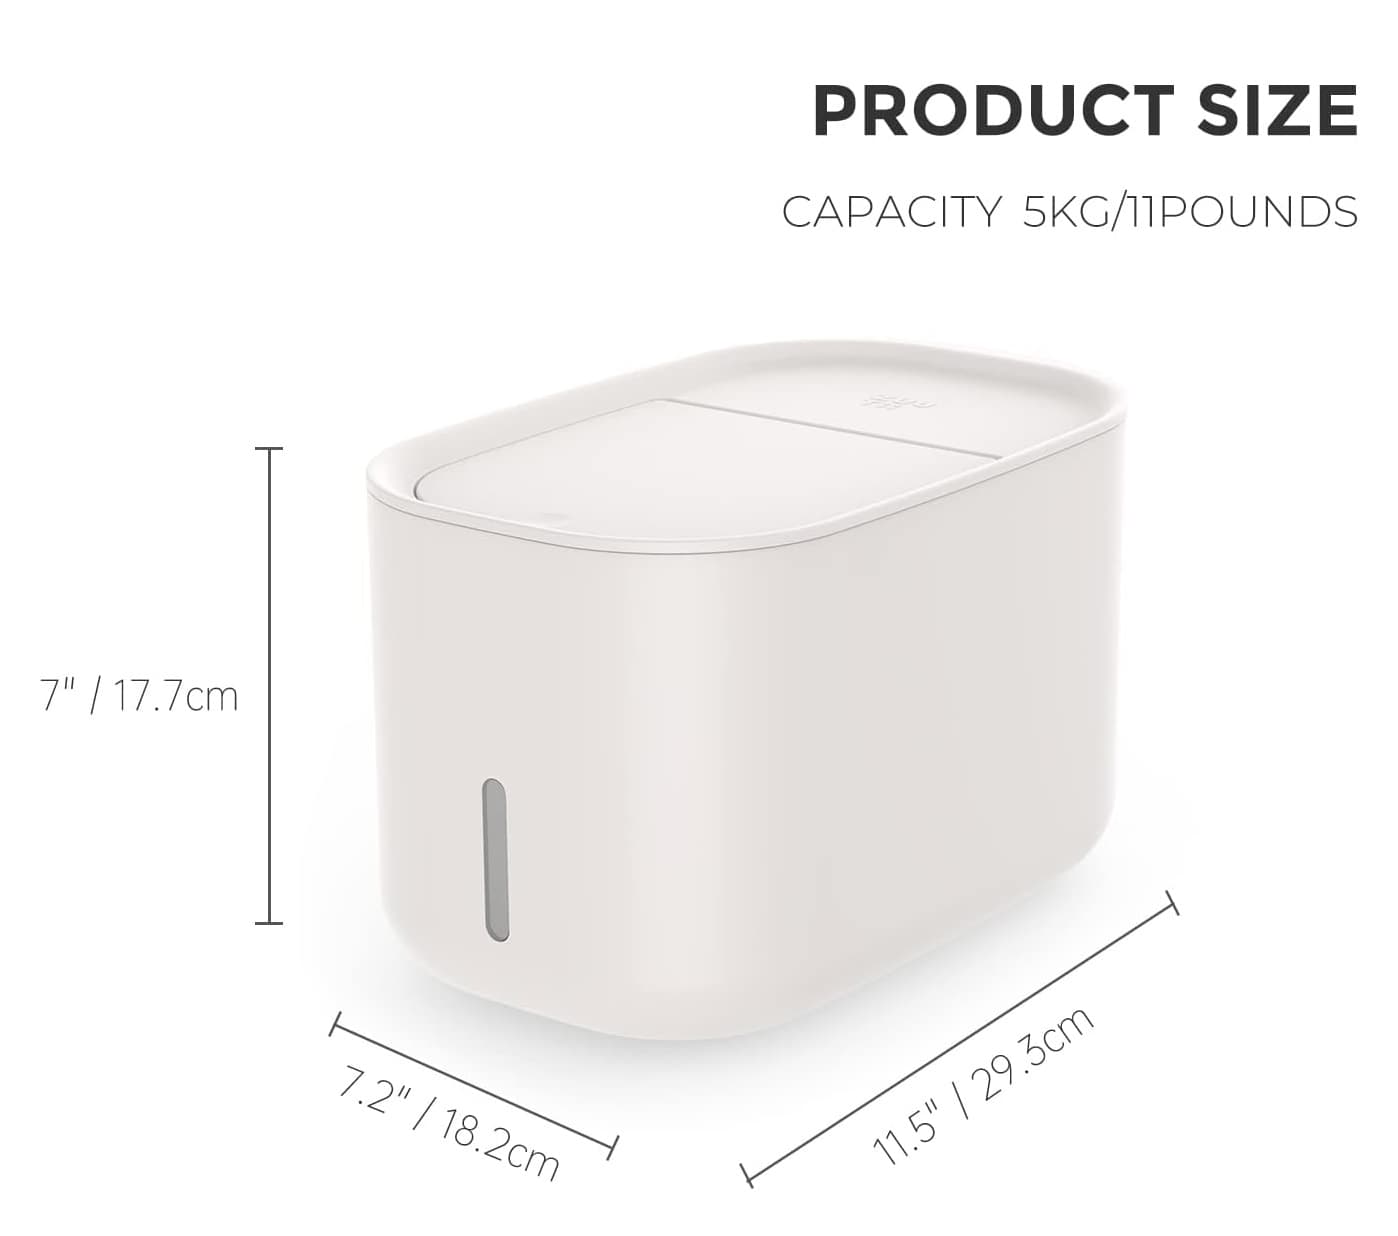 PRODUCT SIZE
CAPACITY 5KG/11POUNDS
7" / 17.7cm
7.2" / 18.2cm
11.5" / 29.3cm